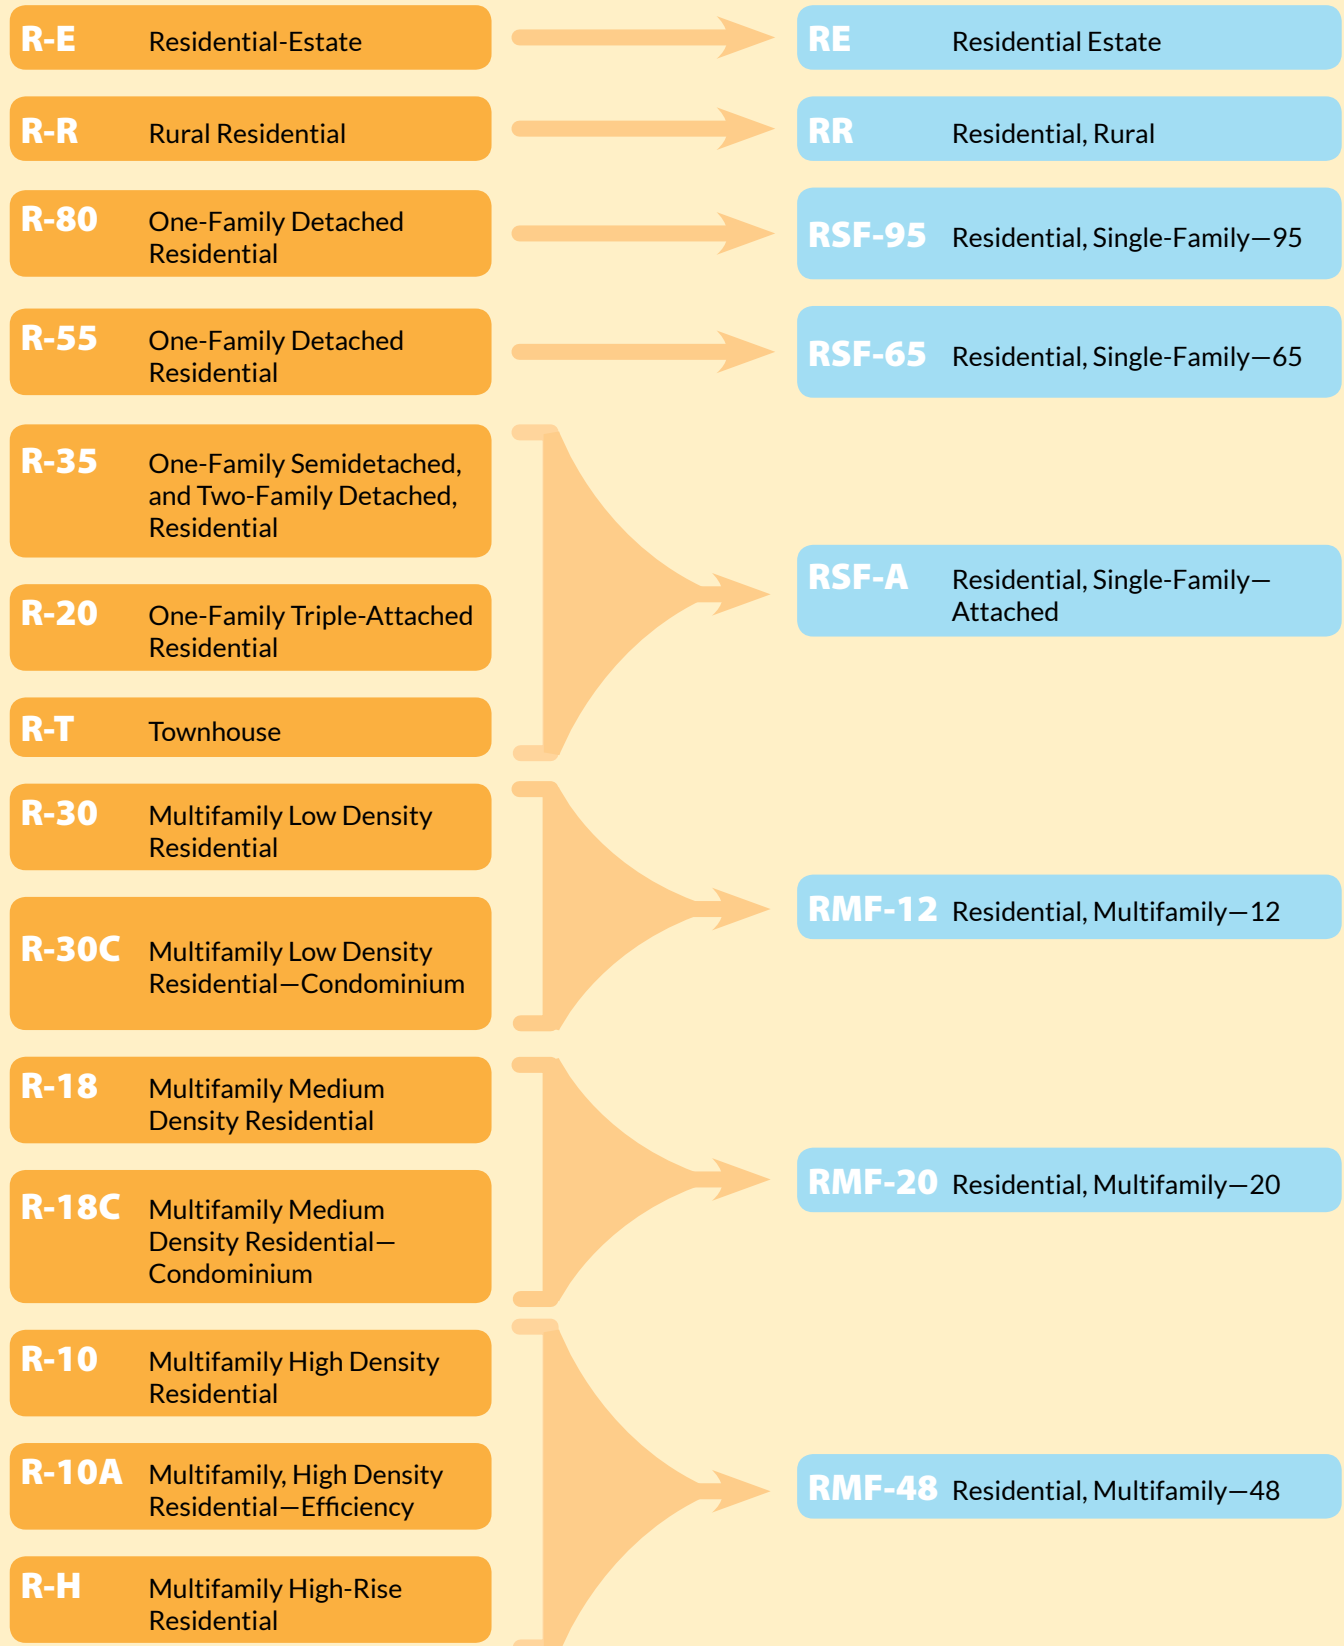 R-E Residential-Estate RE Residential Estate
R-R Rural Residential RR Residential, Rural
R-80 One-Family Detached
Residential
RSF-95 Residential, Single-Family—95
R-55 One-Family Detached
Residential
RSF-65 Residential, Single-Family—65
R-35 One-Family Semidetached,
and Two-Family Detached,
Residential
R-20 One-Family Triple-Attached
Residential
R-T Townhouse
RSF-A Residential, Single-Family—
Attached
R-30 Multifamily Low Density
Residential
R-30C Multifamily Low Density
Residential—Condominium
RMF-12 Residential, Multifamily—12
R-18 Multifamily Medium
Density Residential
R-18C Multifamily Medium
Density Residential—
Condominium
RMF-20 Residential, Multifamily—20
R-10 Multifamily High Density
Residential
R-10A Multifamily, High Density
Residential—Efficiency
R-H Multifamily High-Rise
Residential
RMF-48 Residential, Multifamily—48